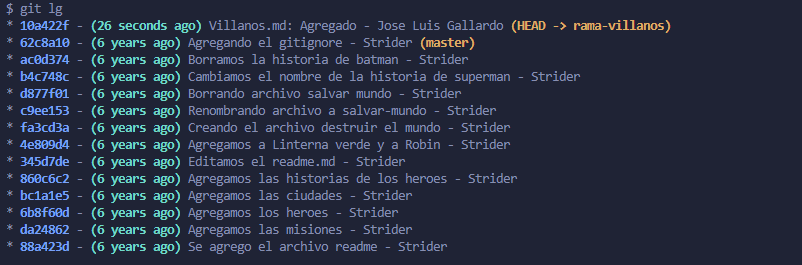 $ git lg
* 10a422f - (26 seconds ago) Villanos.md: Agregado - Jose Luis Gallardo (HEAD -> rama-villanos)
* 62c8a10 - (6 years ago) Agregando el gitignore - Strider (master)
* ac0d374 - (6 years ago) Borramos la historia de batman - Strider
* b4c748c - (6 years ago) Cambiamos el nombre de la historia de superman - Strider
* d877f01 - (6 years ago) Borrando archivo salvar mundo - Strider
* c9ee153 - (6 years ago) Renombrando archivo a salvar-mundo - Strider
* fa3cd3a - (6 years ago) Creando el archivo destruir el mundo - Strider
* 4e809d4 - (6 years ago) Agregamos a Linterna verde y a Robin - Strider
* 345d7de - (6 years ago) Editamos el readme.md - Strider
* 860c6c2 - (6 years ago) Agregamos las historias de los heroes - Strider
* bc1a1e5 - (6 years ago) Agregamos las ciudades - Strider
* 6b8f60d - (6 years ago) Agregamos los heroes - Strider
* da24862 - (6 years ago) Agregamos las misiones - Strider
* 88a423d - (6 years ago) Se agrego el archivo readme - Strider